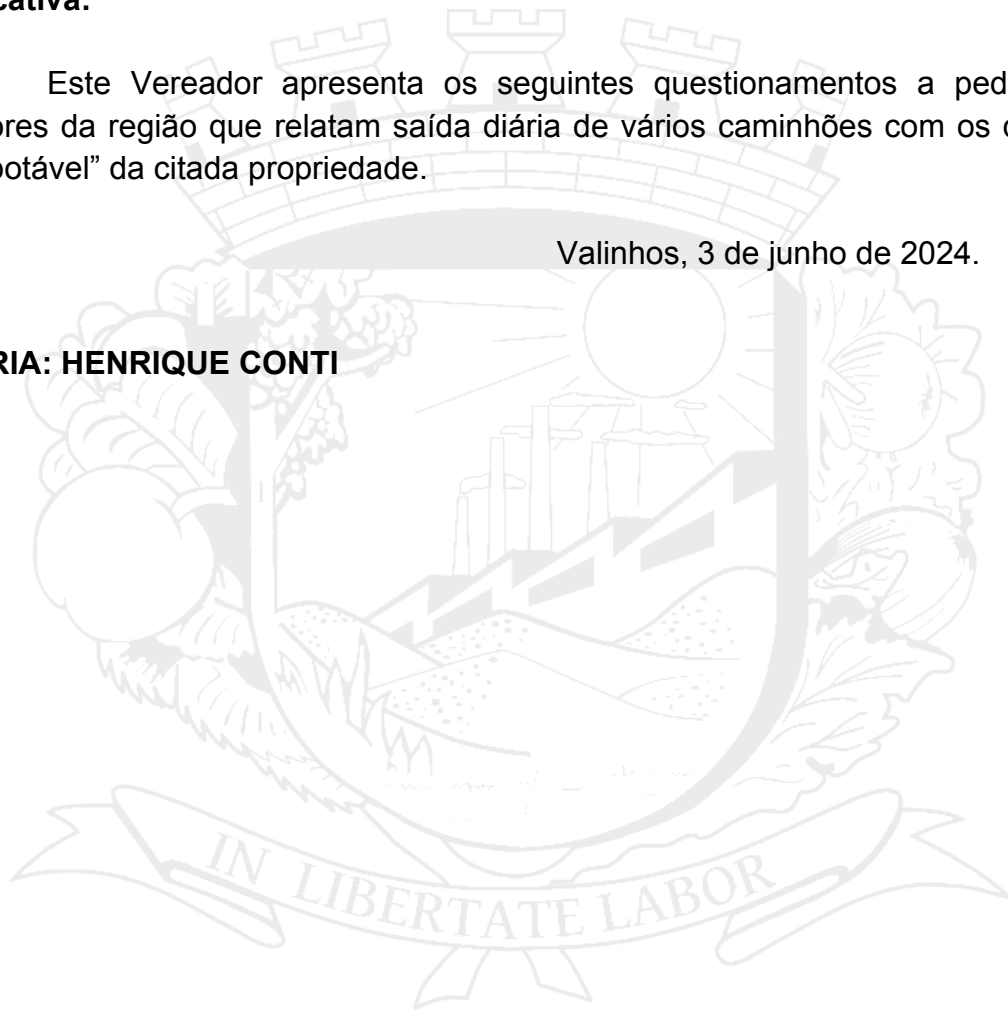 cativa:
Este Vereador apresenta os seguintes questionamentos a ped
ores da região que relatam saída diária de vários caminhões com os d
potável” da citada propriedade.
Valinhos, 3 de junho de 2024.
RIA: HENRIQUE CONTI
IN LIBERTATE LABOR